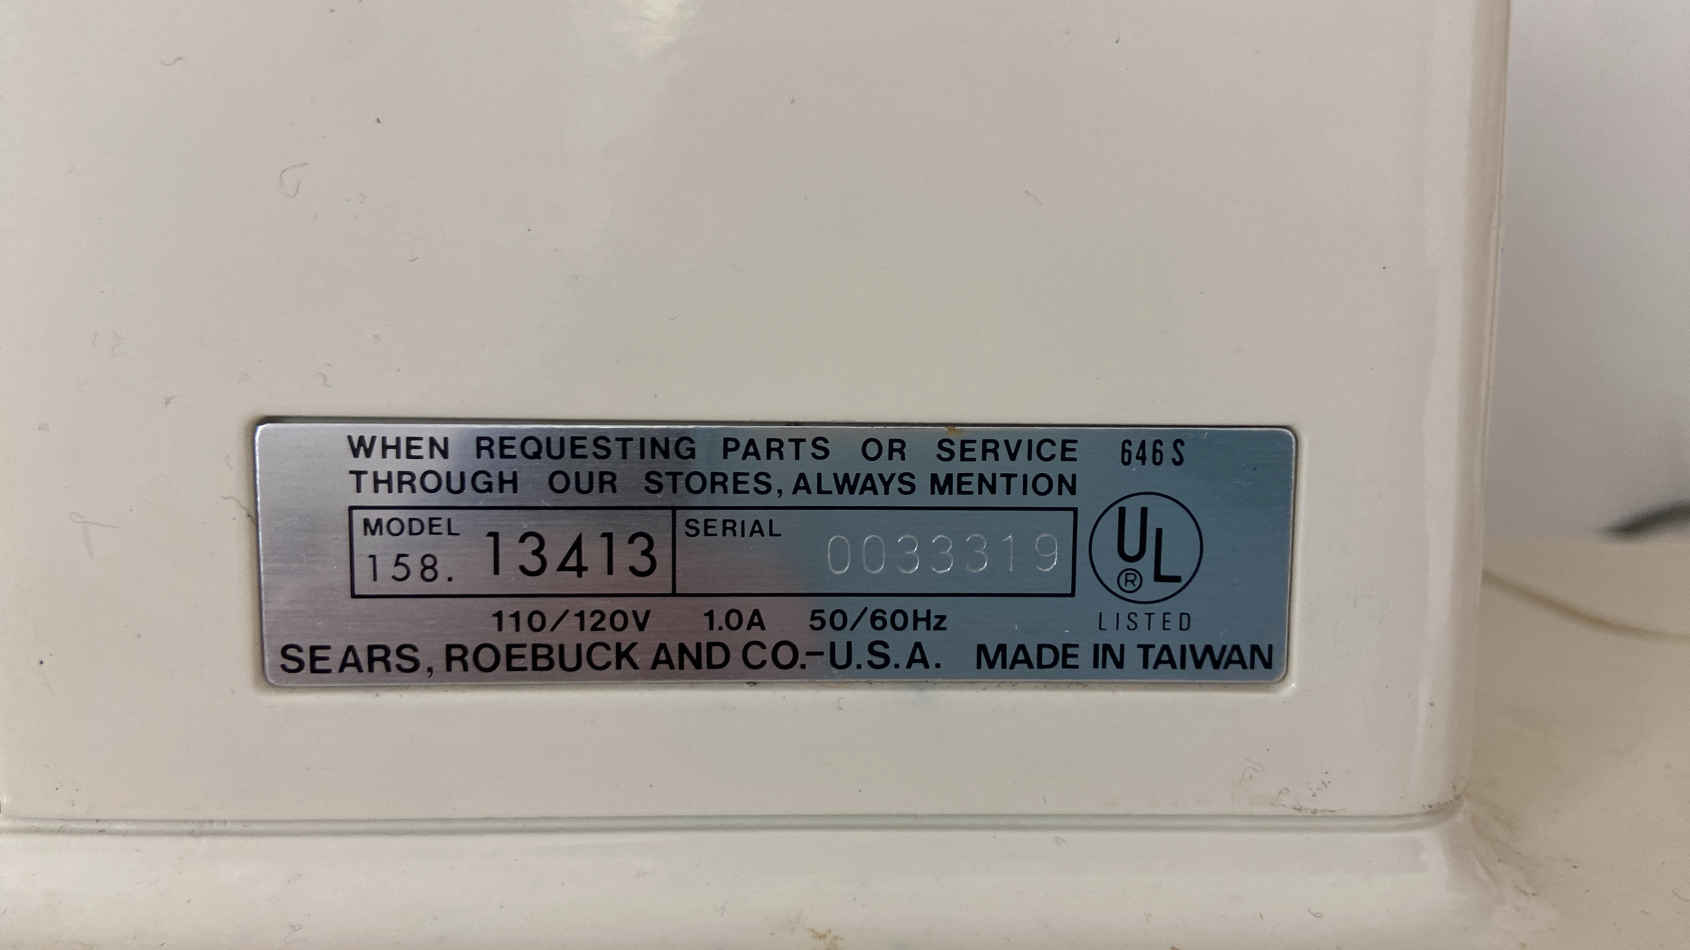 WHEN REQUESTING PARTS OR SERVICE 646 S
THROUGH OUR STORES, ALWAYS MENTION
MODEL 158. 13413 SERIAL 0033319
UL ®
LISTED
110/120V 1.0A 50/60Hz
SEARS, ROEBUCK AND CO.-U.S.A. MADE IN TAIWAN